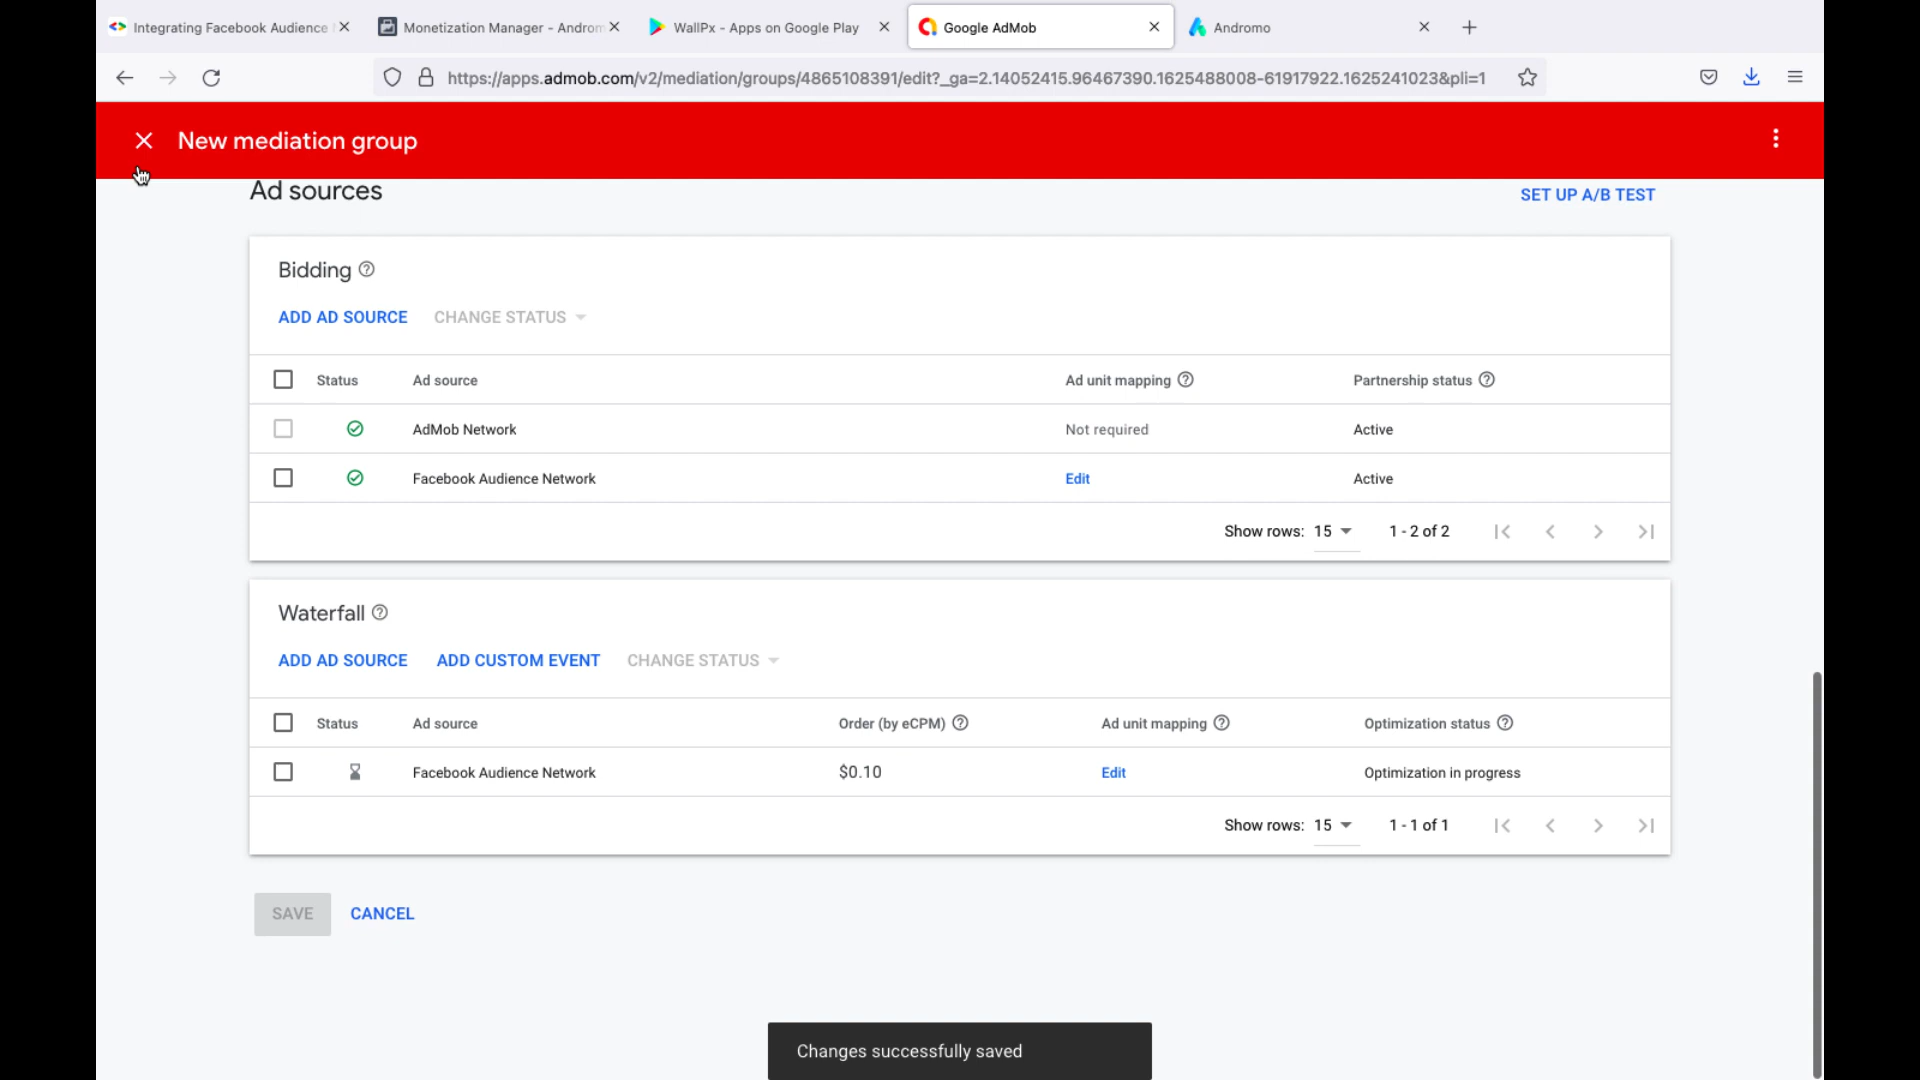 Integrating Facebook Audience
Monetization Manager - Androm
WallPx - Apps on Google Play
Google AdMob
Andromo
https://apps.admob.com/v2/mediation/groups/4865108391/edit?_ga=2.14052415.96467390.1625488008-61917922.1625241023&pli=1
New mediation group
Ad sources
SET UP A/B TEST
Bidding
ADD AD SOURCE CHANGE STATUS
Status Ad source Ad unit mapping Partnership status
AdMob Network Not required Active
Facebook Audience Network Edit Active
Show rows: 15 1 - 2 of 2
Waterfall
ADD AD SOURCE ADD CUSTOM EVENT CHANGE STATUS
Status Ad source Order (by eCPM) Ad unit mapping Optimization status
Facebook Audience Network $0.10 Edit Optimization in progress
Show rows: 15 1 - 1 of 1
SAVE CANCEL
Changes successfully saved